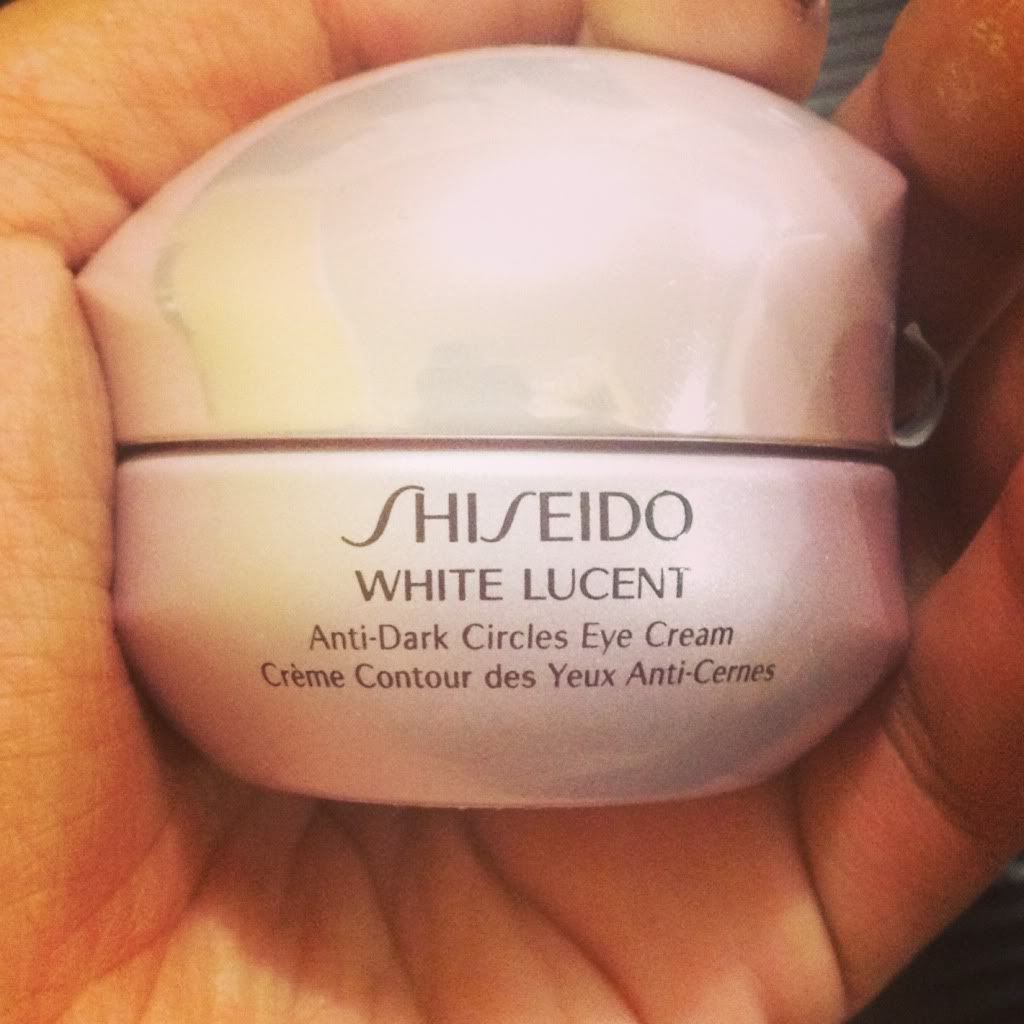 SHISEIDO
WHITE LUCENT
Anti-Dark Circles Eye Cream
Crème Contour des Yeux Anti-Cernes